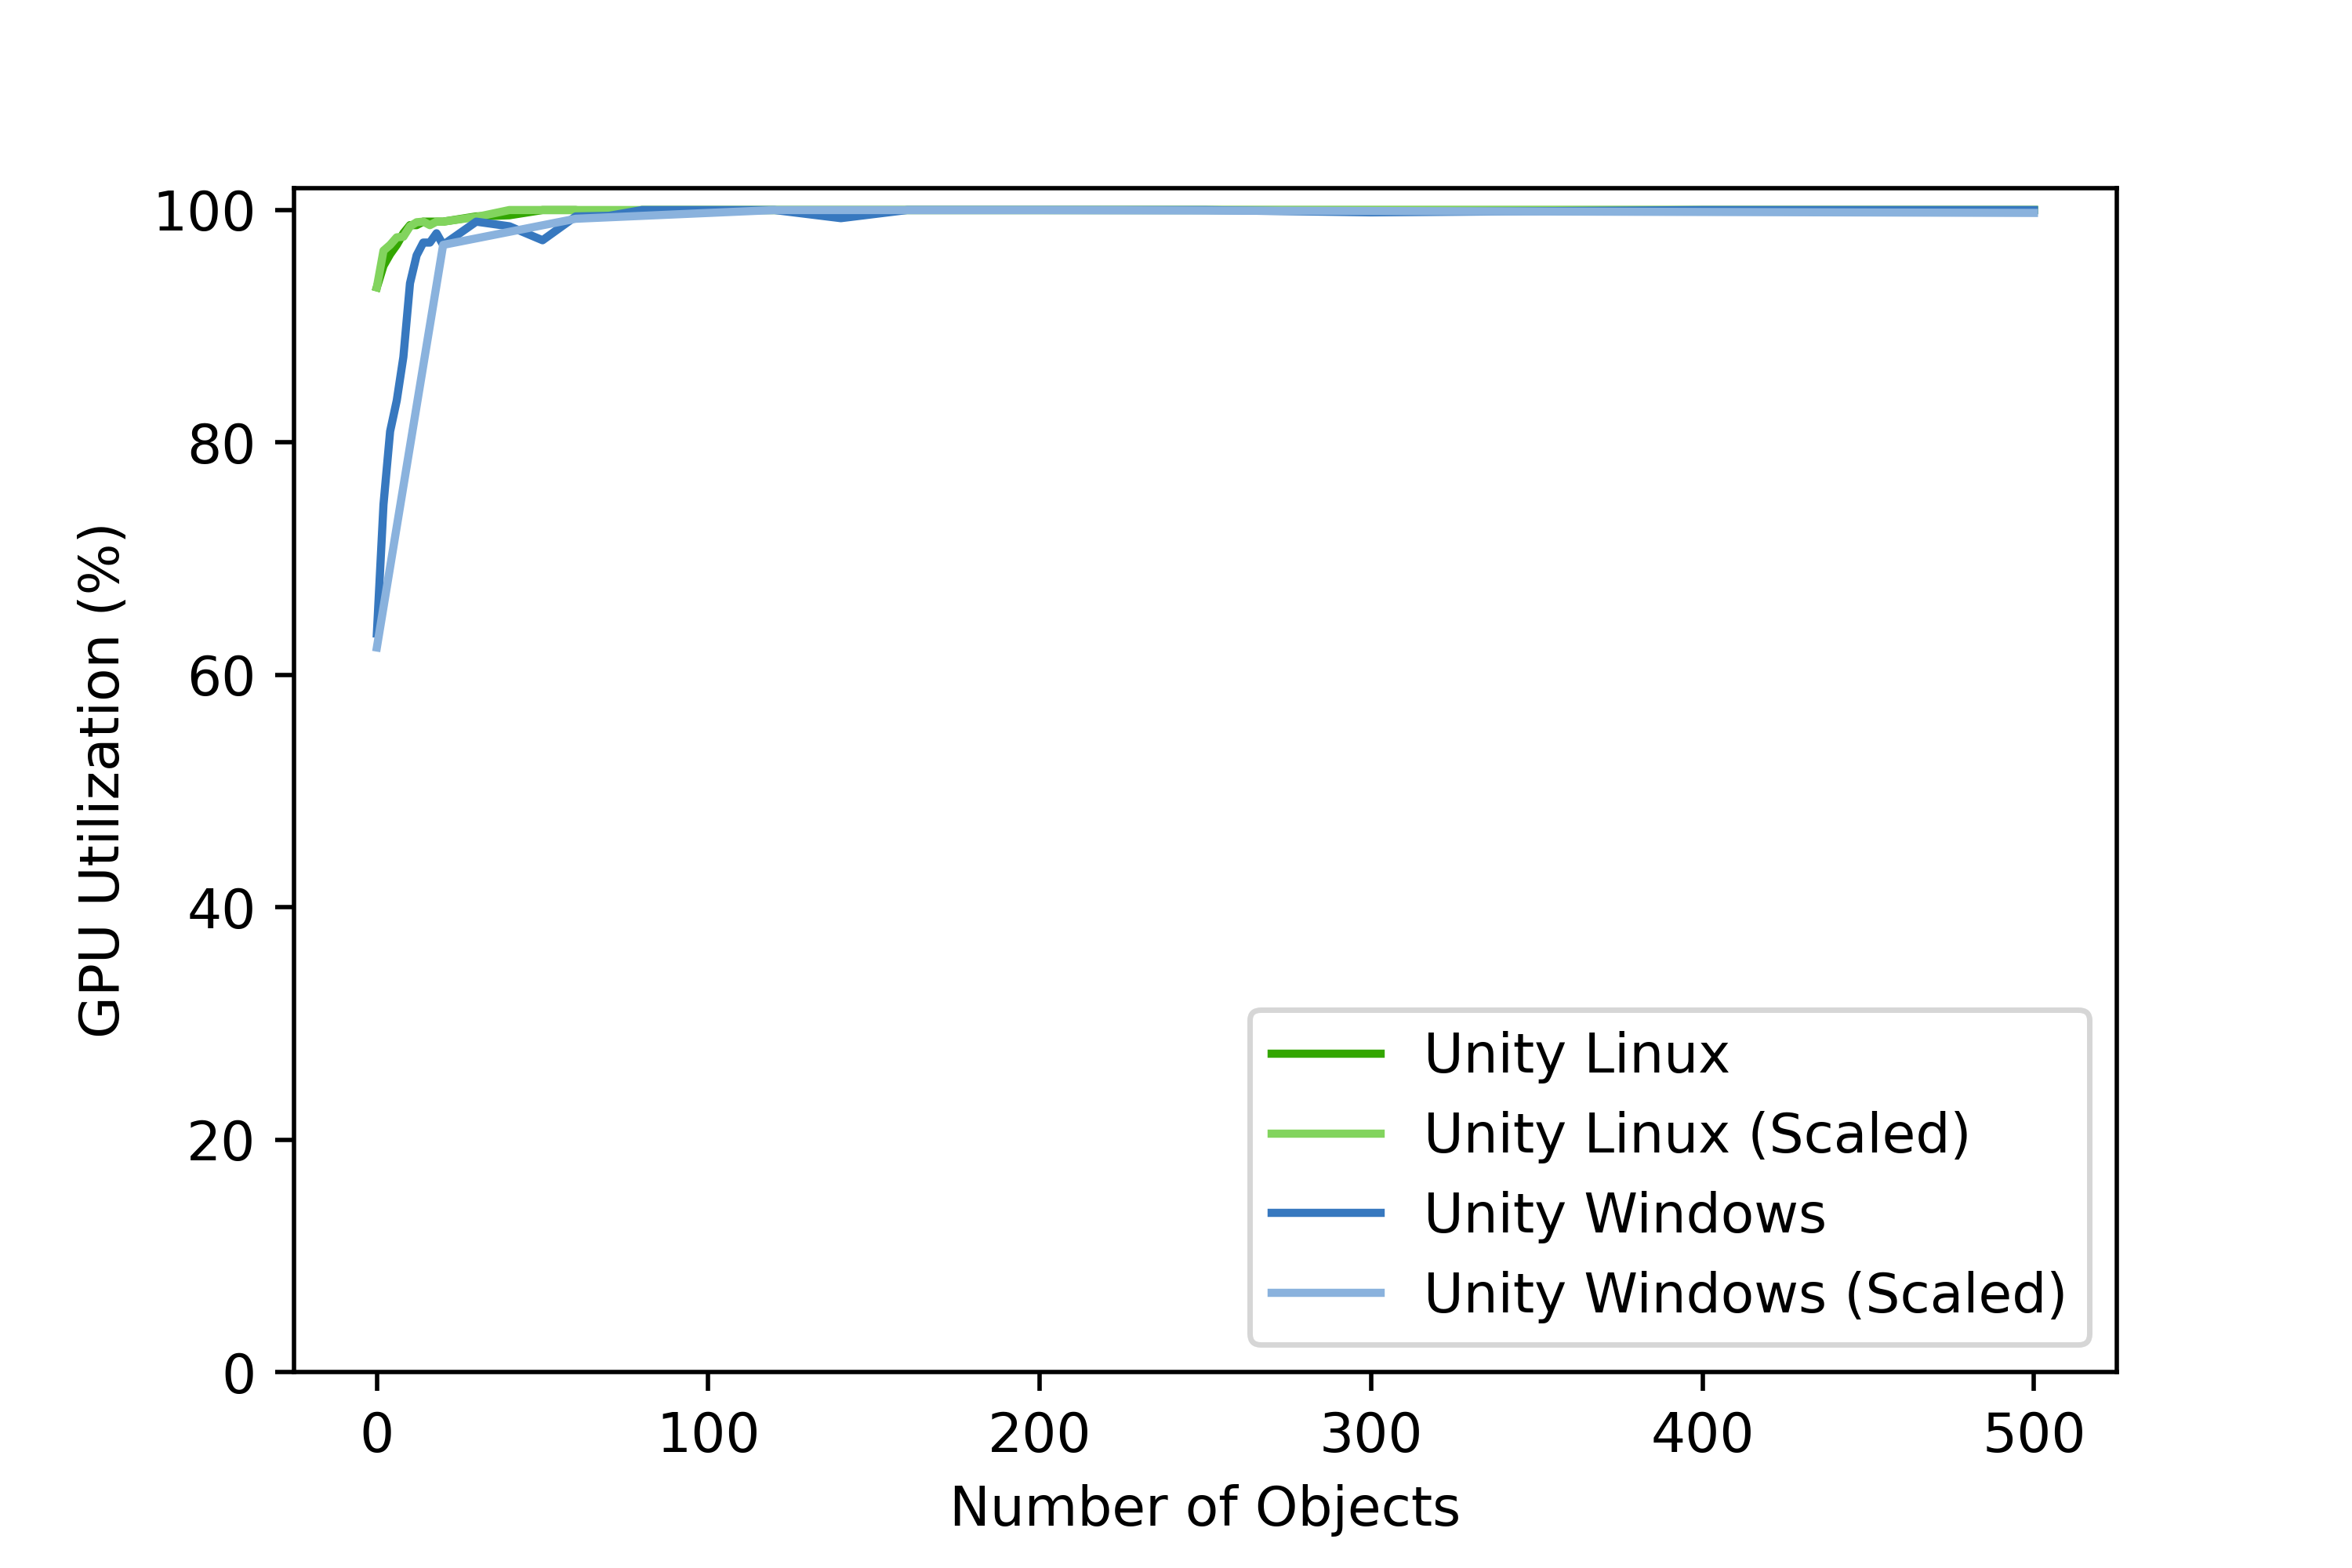 100
80
60
40
20
0
GPU Utilization (%)
Unity Linux
Unity Linux (Scaled)
Unity Windows
Unity Windows (Scaled)
0 100 200 300 400 500
Number of Objects